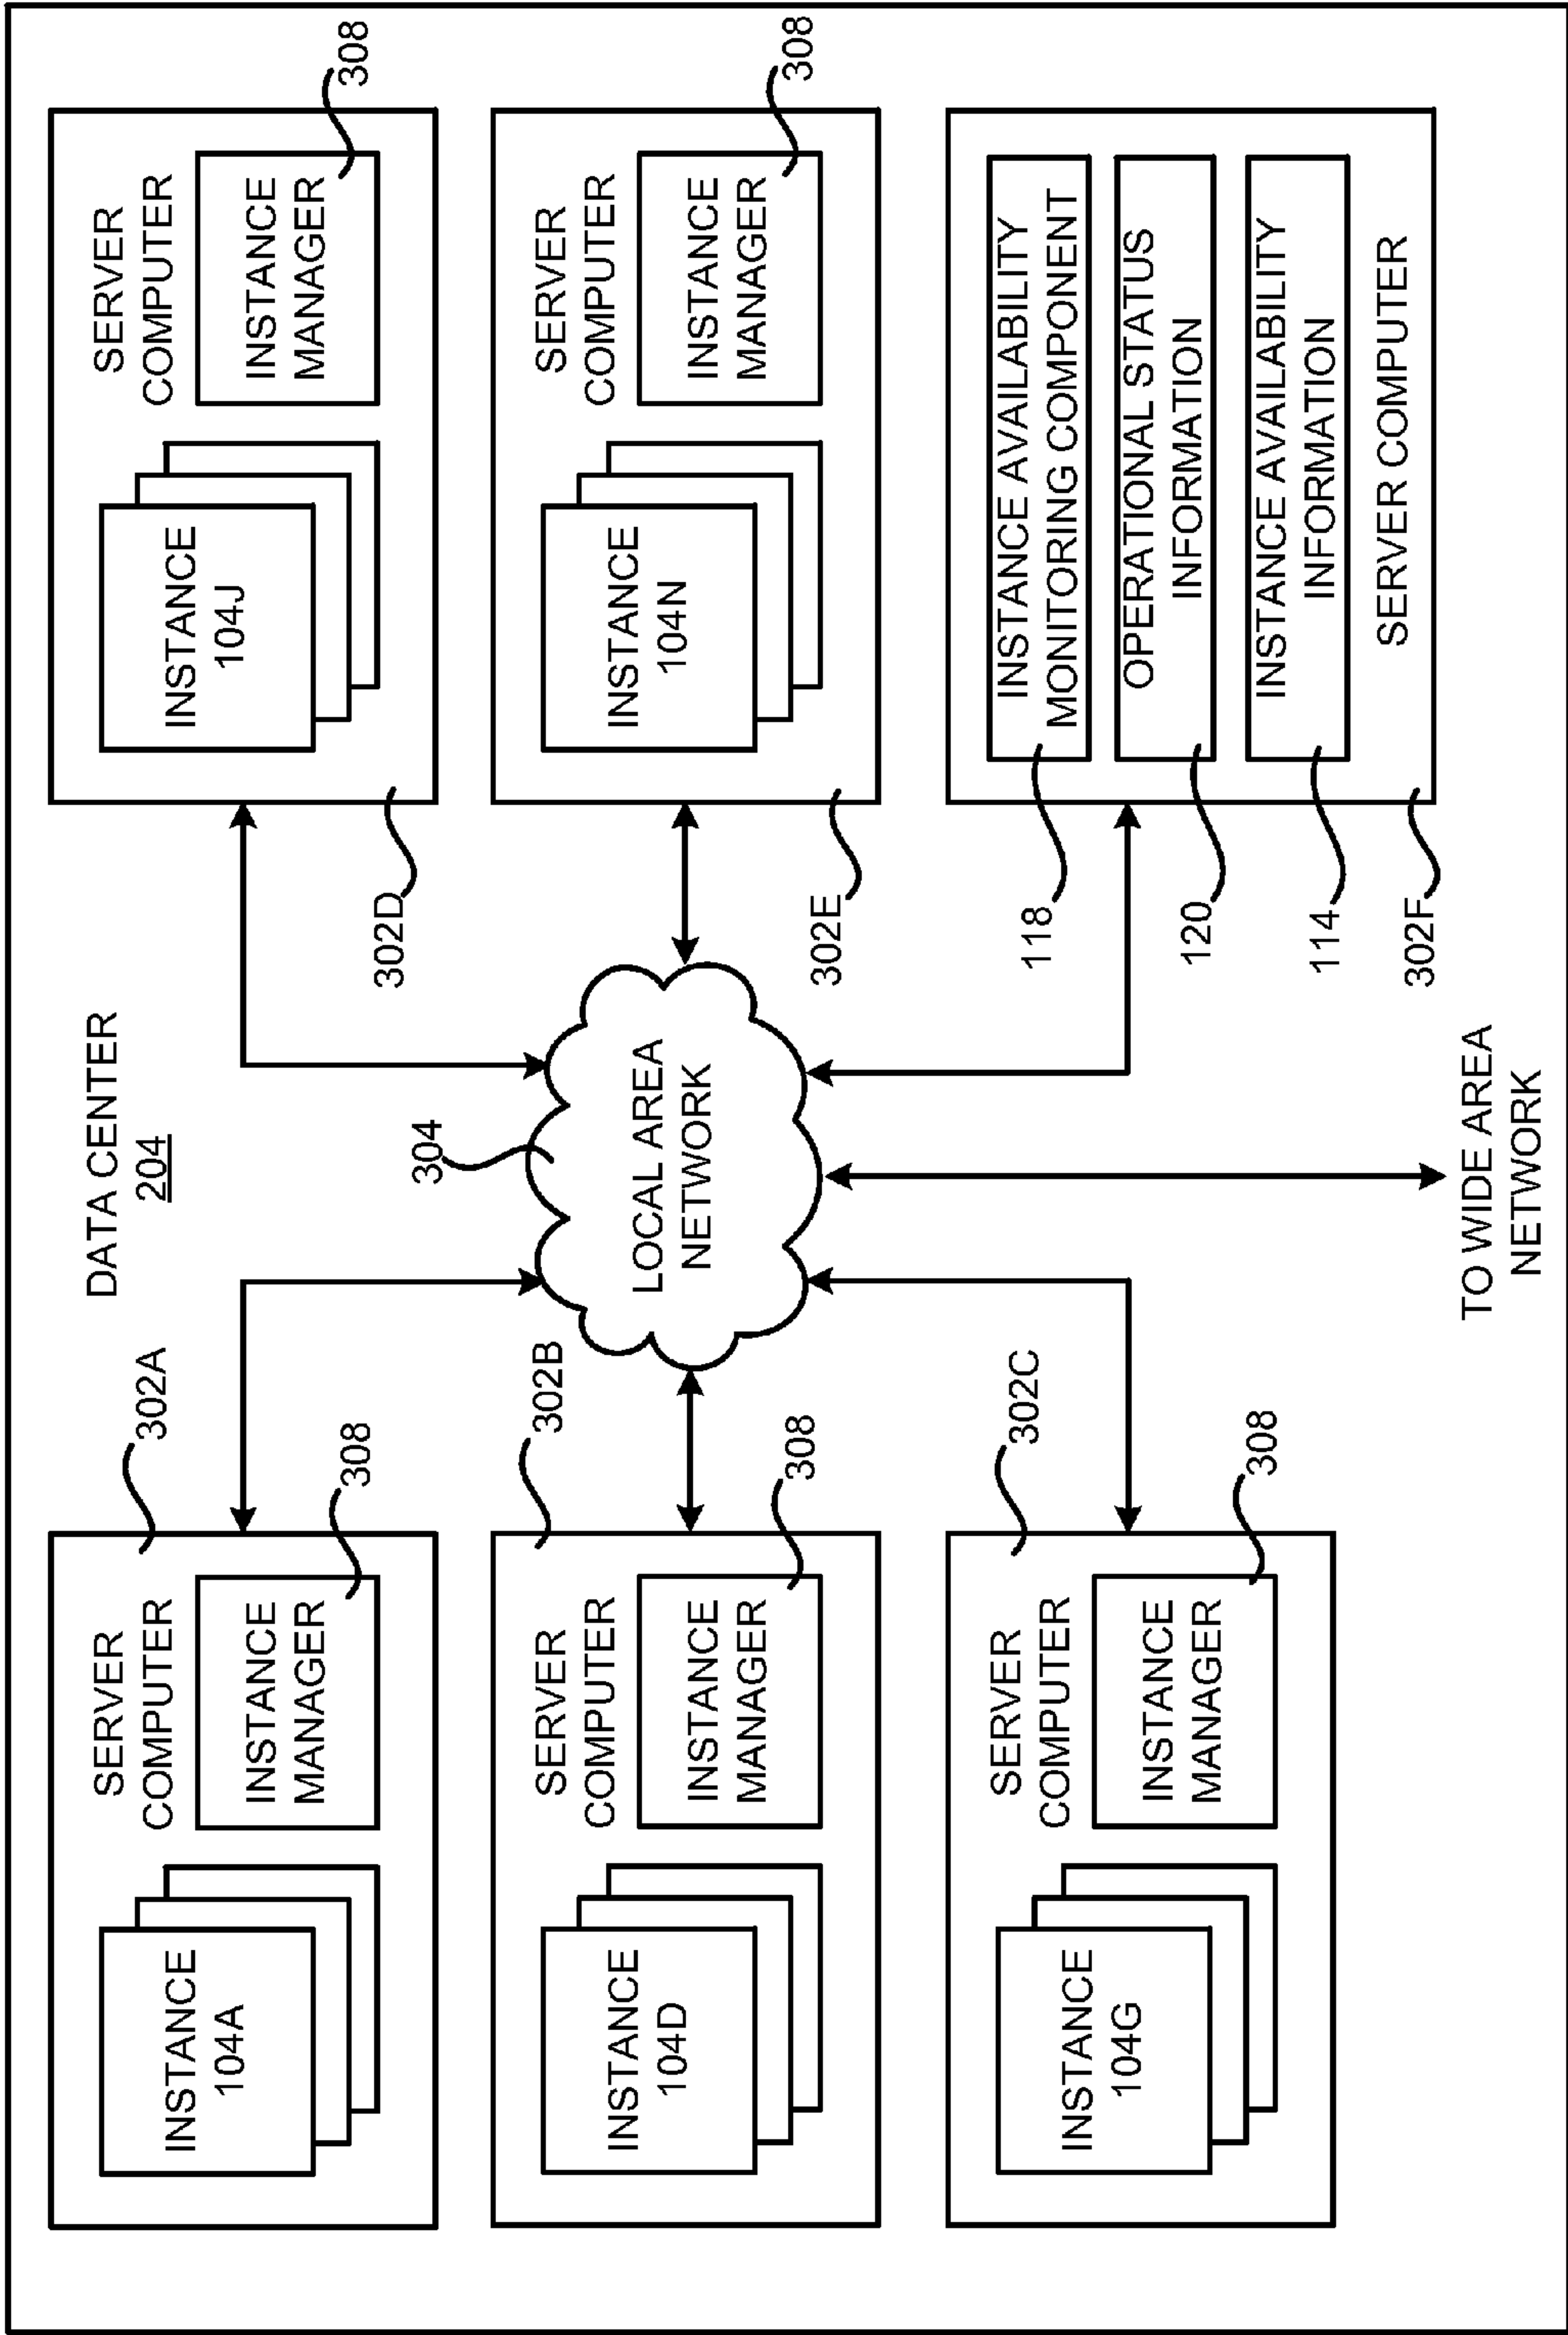 DATA CENTER
204
302A
SERVER
COMPUTER
INSTANCE
104A
INSTANCE
MANAGER
308
302B
SERVER
COMPUTER
INSTANCE
104D
INSTANCE
MANAGER
308
302C
SERVER
COMPUTER
INSTANCE
104G
INSTANCE
MANAGER
308
304
LOCAL AREA
NETWORK
TO WIDE AREA
NETWORK
302D
SERVER
COMPUTER
INSTANCE
104J
INSTANCE
MANAGER
308
302E
SERVER
COMPUTER
INSTANCE
104N
INSTANCE
MANAGER
308
118
INSTANCE AVAILABILITY
MONITORING COMPONENT
120
OPERATIONAL STATUS
INFORMATION
114
INSTANCE AVAILABILITY
INFORMATION
302F
SERVER COMPUTER